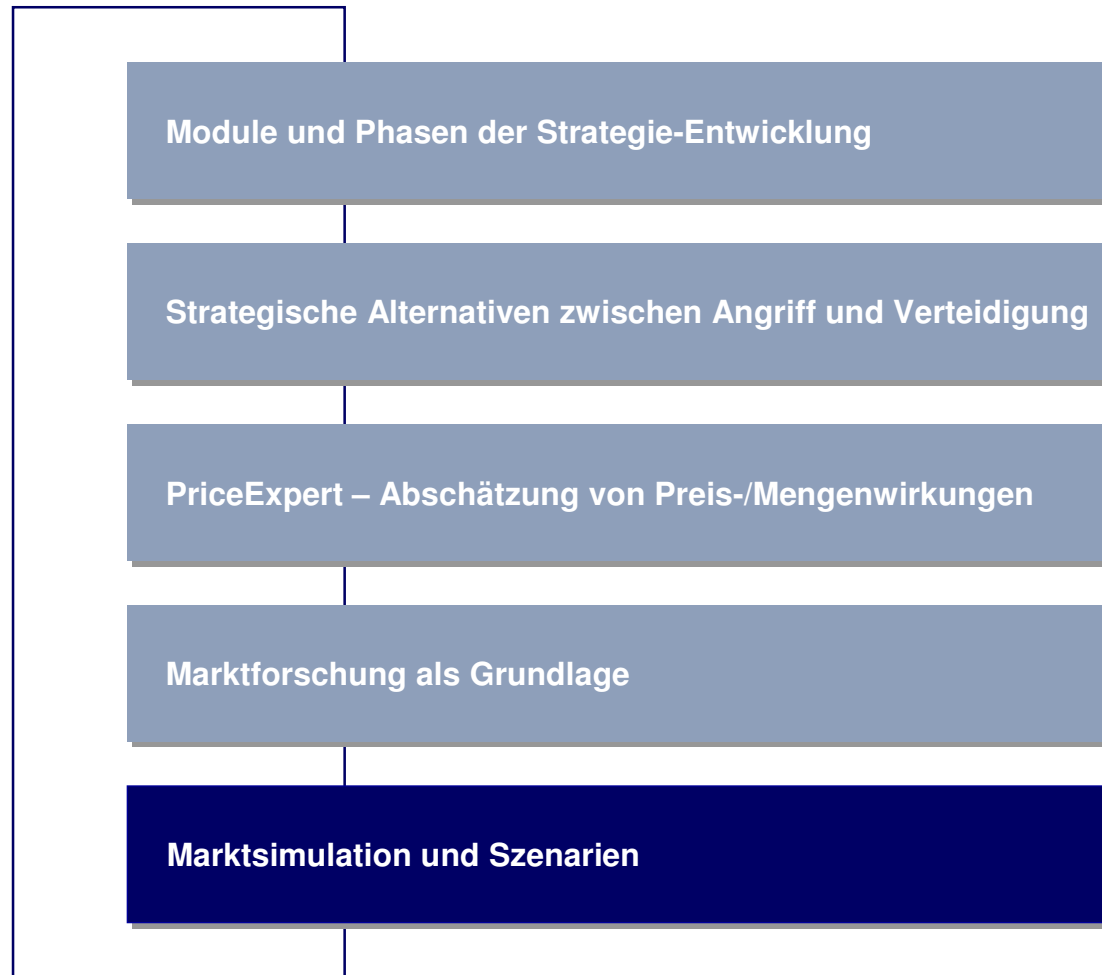 Module und Phasen der Strategie-Entwicklung
Strategische Alternativen zwischen Angriff und Verteidigung
PriceExpert – Abschätzung von Preis-/Mengenwirkungen
Marktforschung als Grundlage
Marktsimulation und Szenarien